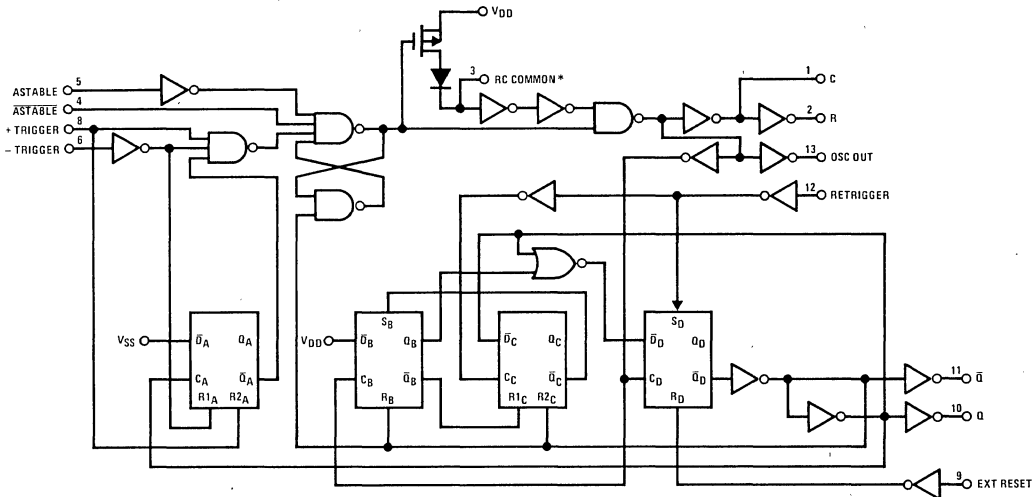 V_DD
5
ASTABLE
4
A̅S̅T̅A̅B̅L̅E̅
8
+ TRIGGER
6
– TRIGGER
3
RC COMMON*
1
C
2
R
13
OSC OUT
12
RETRIGGER
V_SS
D̅_A Q_A
C_A Q̅_A
R1_A R2_A
V_DD
S_B
D̅_B Q_B
C_B Q̅_B
R_B
D̅_C Q_C
C_C Q̅_C
R1_C R2_C
S_D
D̅_D Q_D
C_D Q̅_D
R_D
11
Q̅
10
Q
9
EXT RESET